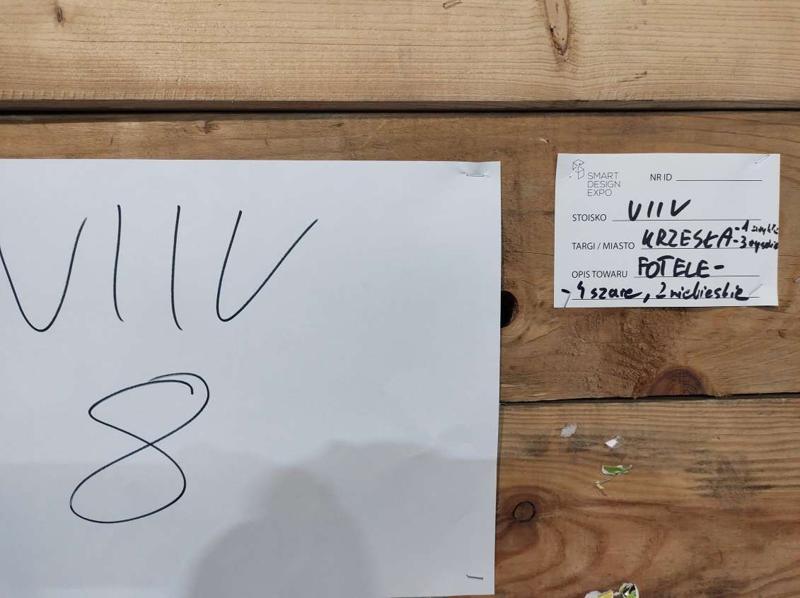 VIIV
8
SMART
DESIGN
EXPO
NR ID
STOISKO VIIV
TARGI / MIASTO KRZESŁA -1 zwykłe
-3 wysokie
OPIS TOWARU FOTELE-
- 4 szare, 2 niebieskie